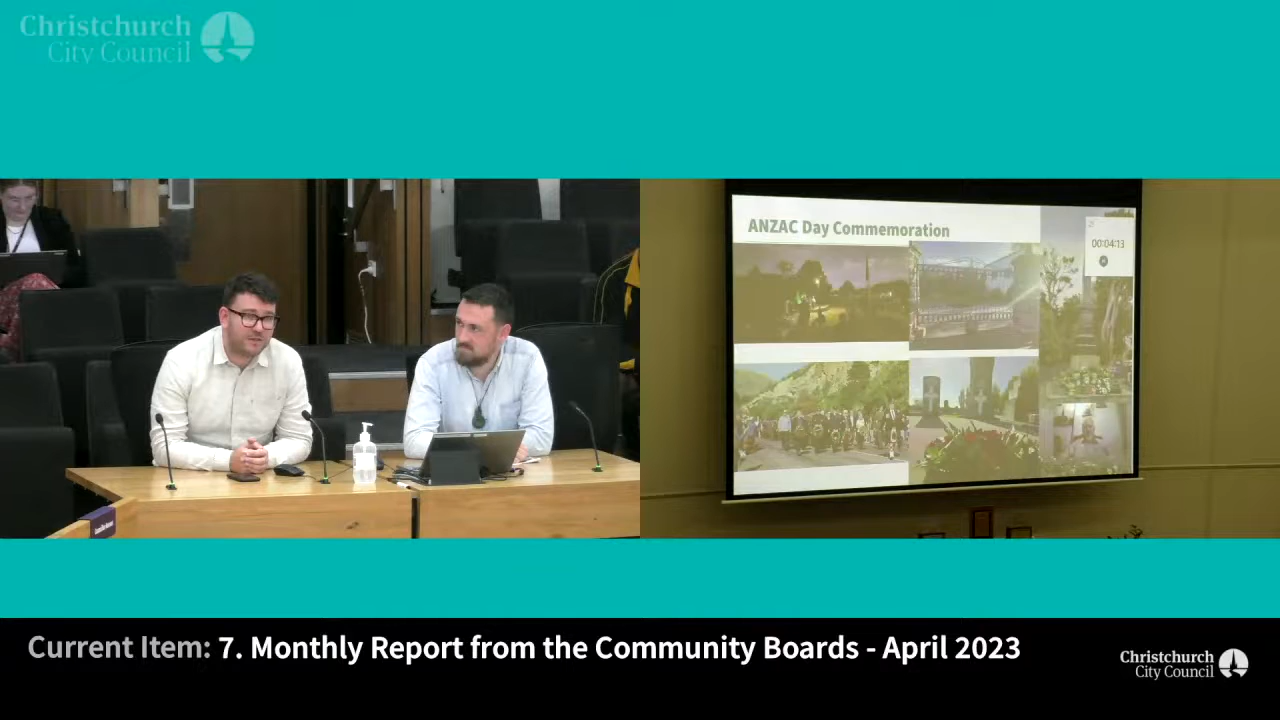 Christchurch
City Council
ANZAC Day Commemoration
00:04:13
Current Item: 7. Monthly Report from the Community Boards - April 2023
Christchurch
City Council